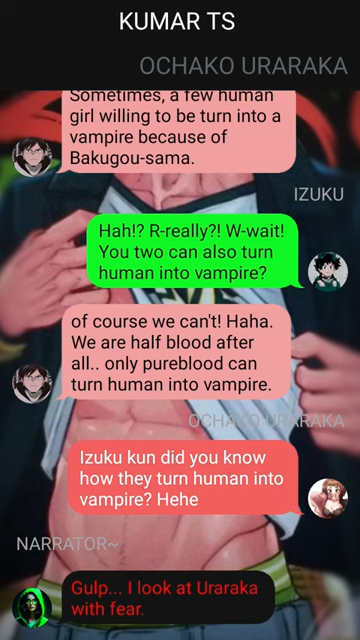 KUMAR TS
OCHAKO URARAKA
Sometimes, a few human
girl willing to be turn into a
vampire because of
Bakugou-sama.
IZUKU
Hah!? R-really?! W-wait!
You two can also turn
human into vampire?
of course we can't! Haha.
We are half blood after
all.. only pureblood can
turn human into vampire.
OCHAKO URARAKA
Izuku kun did you know
how they turn human into
vampire? Hehe
NARRATOR~
Gulp... I look at Uraraka
with fear.